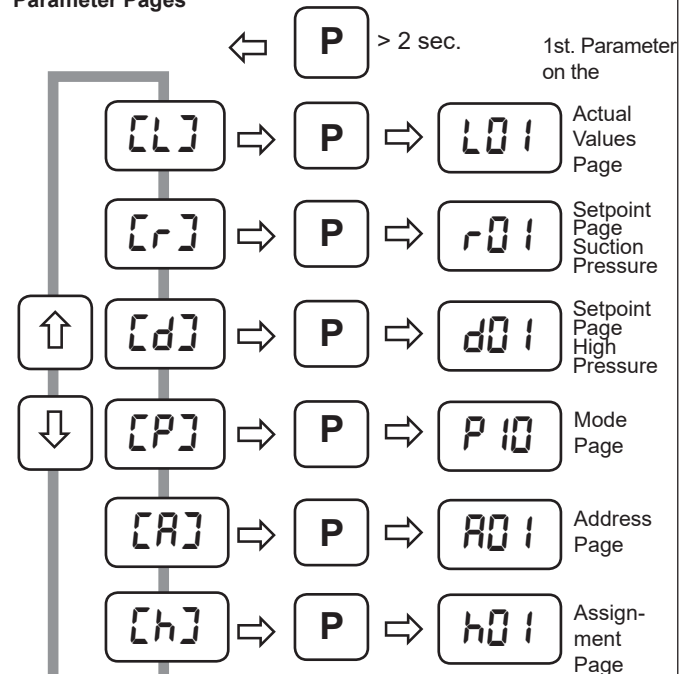 Parameter Pages
P > 2 sec.
1st. Parameter
on the
[L] P L01 Actual
Values
Page
[r] P r01 Setpoint
Page
Suction
Pressure
[d] P d01 Setpoint
Page
High
Pressure
[P] P P10 Mode
Page
[A] P A01 Address
Page
[h] P h01 Assign-
ment
Page